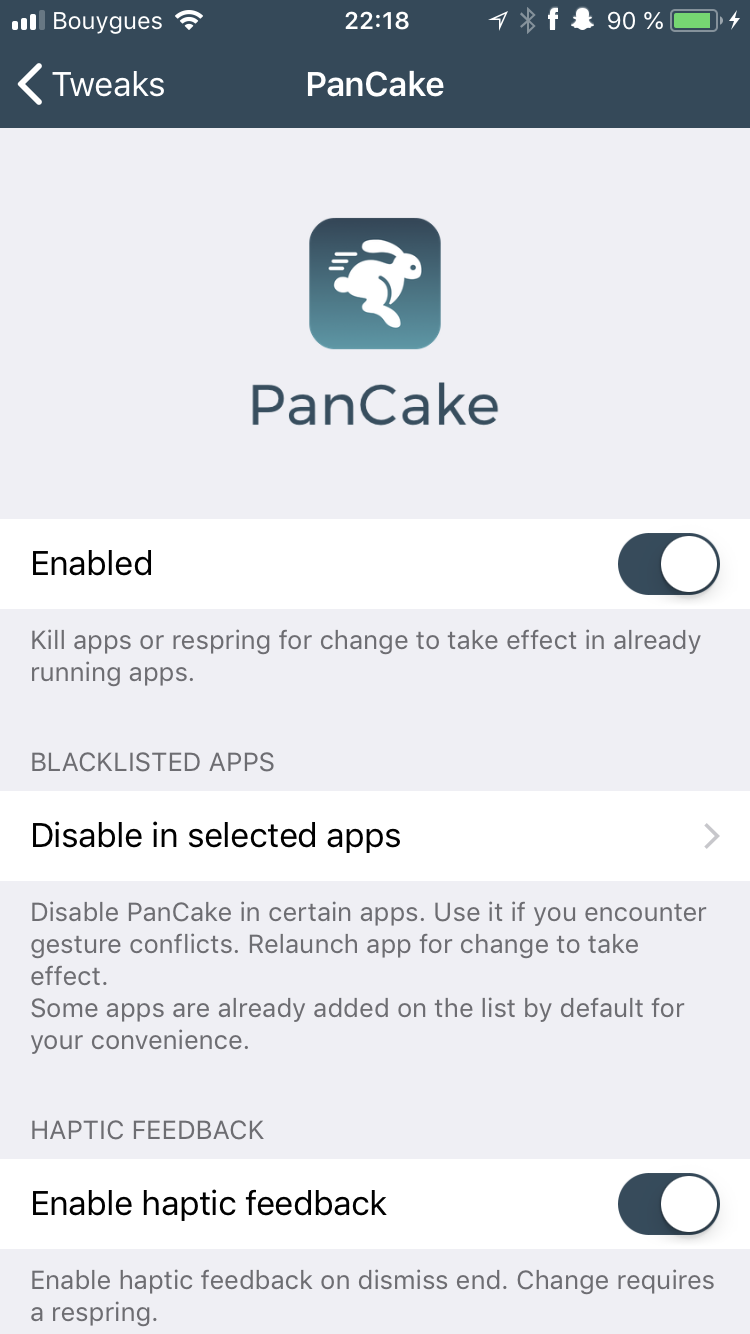 Bouygues 22:18 90 %
Tweaks PanCake
PanCake
Enabled
Kill apps or respring for change to take effect in already
running apps.
BLACKLISTED APPS
Disable in selected apps
Disable PanCake in certain apps. Use it if you encounter
gesture conflicts. Relaunch app for change to take
effect.
Some apps are already added on the list by default for
your convenience.
HAPTIC FEEDBACK
Enable haptic feedback
Enable haptic feedback on dismiss end. Change requires
a respring.